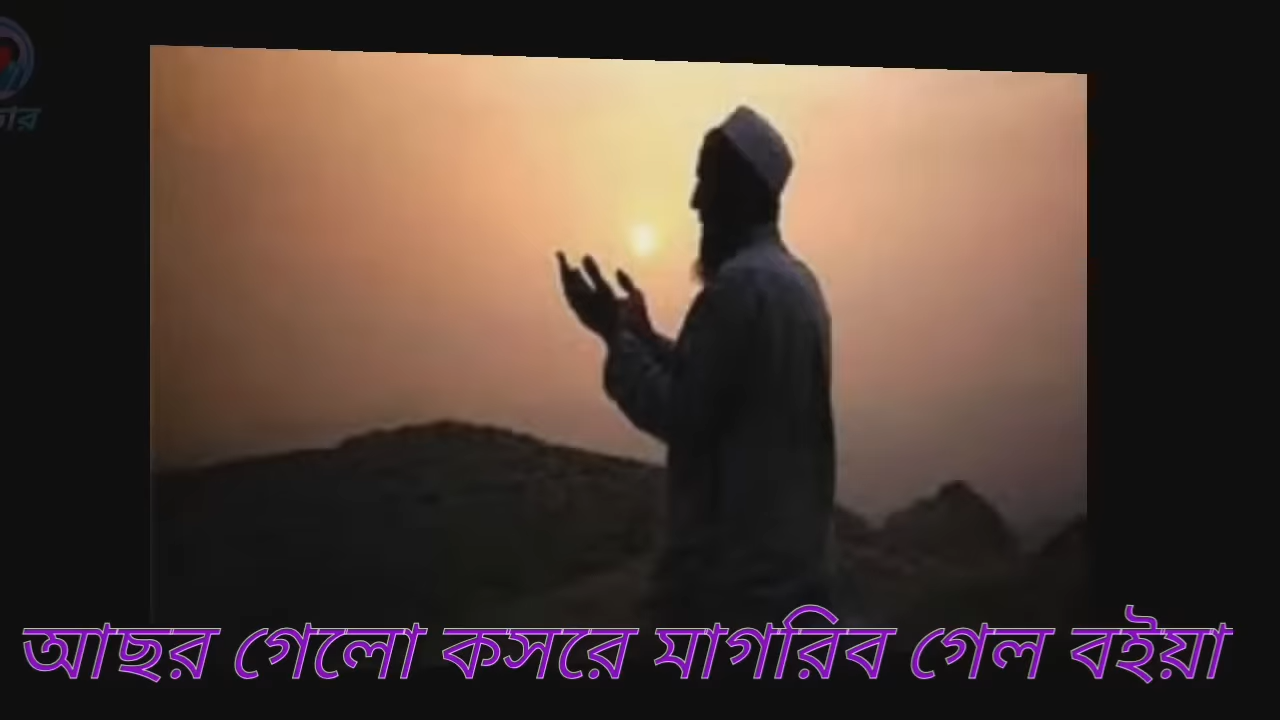 আছর গেলো কসরে মাগরিব গেল বইয়া